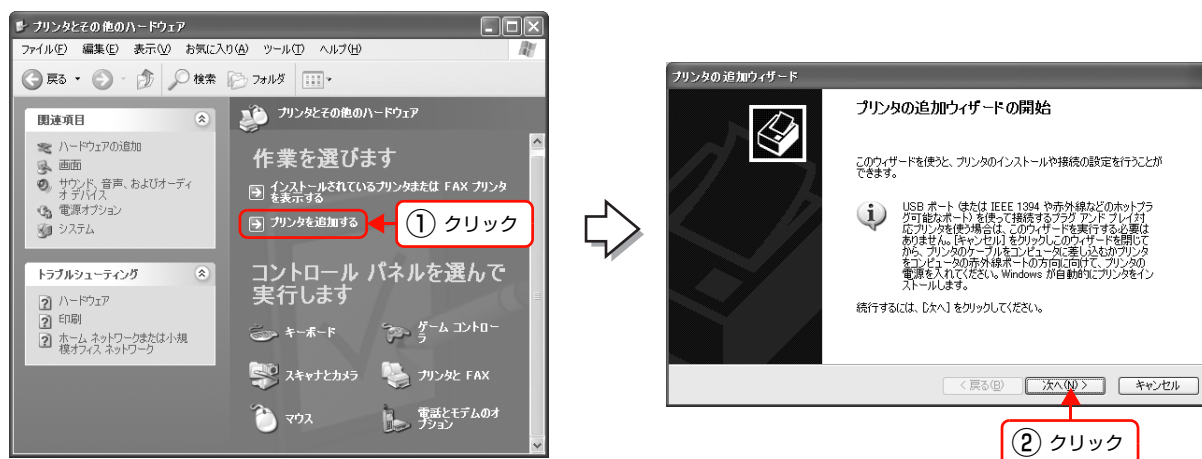 プリンタとその他のハードウェア
ファイル(F) 編集(E) 表示(V) お気に入り(A) ツール(T) ヘルプ(H)
戻る 検索 フォルダ
関連項目
ハードウェアの追加
画面
サウンド、音声、およびオーディ
オ デバイス
電源オプション
システム
トラブルシューティング
ハードウェア
印刷
ホーム ネットワークまたは小規
模オフィス ネットワーク
プリンタとその他のハードウェア
作業を選びます
インストールされているプリンタまたは FAX プリンタ
を表示する
プリンタを追加する
① クリック
コントロール パネルを選んで
実行します
キーボード
ゲーム コントロー
ラ
スキャナとカメラ
プリンタと FAX
マウス
電話とモデムのオ
プション
プリンタの追加ウィザード
プリンタの追加ウィザードの開始
このウィザードを使うと、プリンタのインストールや接続の設定を行うことが
できます。
USB ポート (または IEEE 1394 や赤外線などのホットプラ
グ可能なポート) を使って接続するプラグ アンド プレイ対
応プリンタを使う場合は、このウィザードを実行する必要は
ありません。[キャンセル] をクリックしこのウィザードを閉じて
から、プリンタのケーブルをコンピュータに差し込むかプリンタ
をコンピュータの赤外線ポートの方向に向けて、プリンタの
電源を入れてください。Windows が自動的にプリンタをイン
ストールします。
続行するには、[次へ] をクリックしてください。
< 戻る(B) 次へ(N) > キャンセル
② クリック